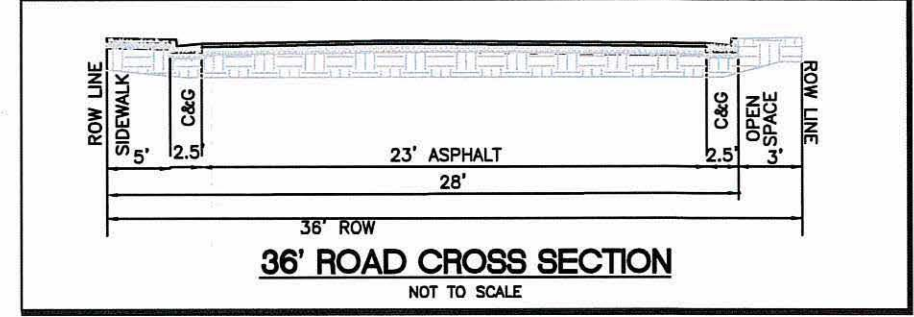 ROW LINE
SIDEWALK
C&G
C&G
OPEN
SPACE
ROW LINE
5' 2.5' 23' ASPHALT 2.5' 3'
28'
36' ROW
36' ROAD CROSS SECTION
NOT TO SCALE